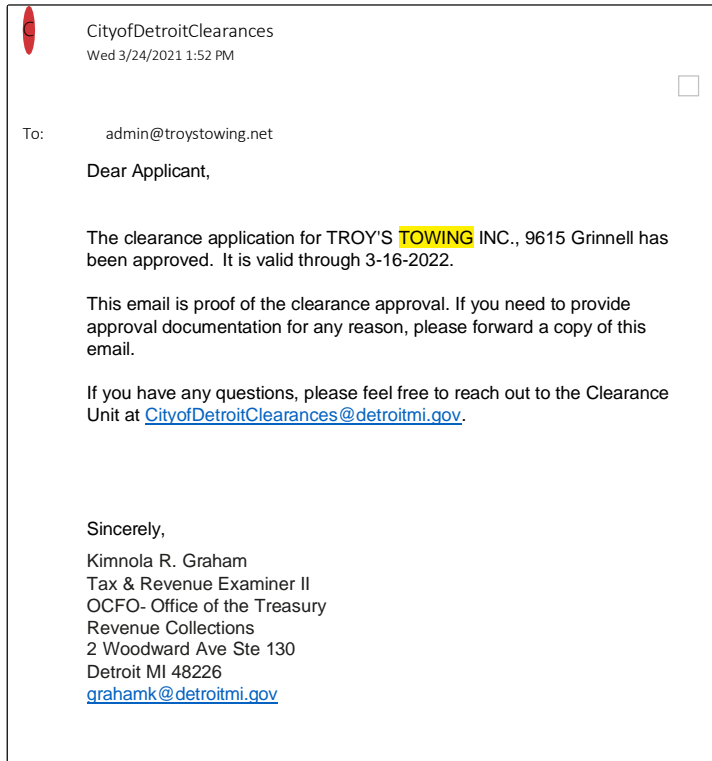 C
CityofDetroitClearances
Wed 3/24/2021 1:52 PM
To: admin@troystowing.net
Dear Applicant,
The clearance application for TROY'S TOWING INC., 9615 Grinnell has
been approved. It is valid through 3-16-2022.
This email is proof of the clearance approval. If you need to provide
approval documentation for any reason, please forward a copy of this
email.
If you have any questions, please feel free to reach out to the Clearance
Unit at CityofDetroitClearances@detroitmi.gov.
Sincerely,
Kimnola R. Graham
Tax & Revenue Examiner II
OCFO- Office of the Treasury
Revenue Collections
2 Woodward Ave Ste 130
Detroit MI 48226
grahamk@detroitmi.gov